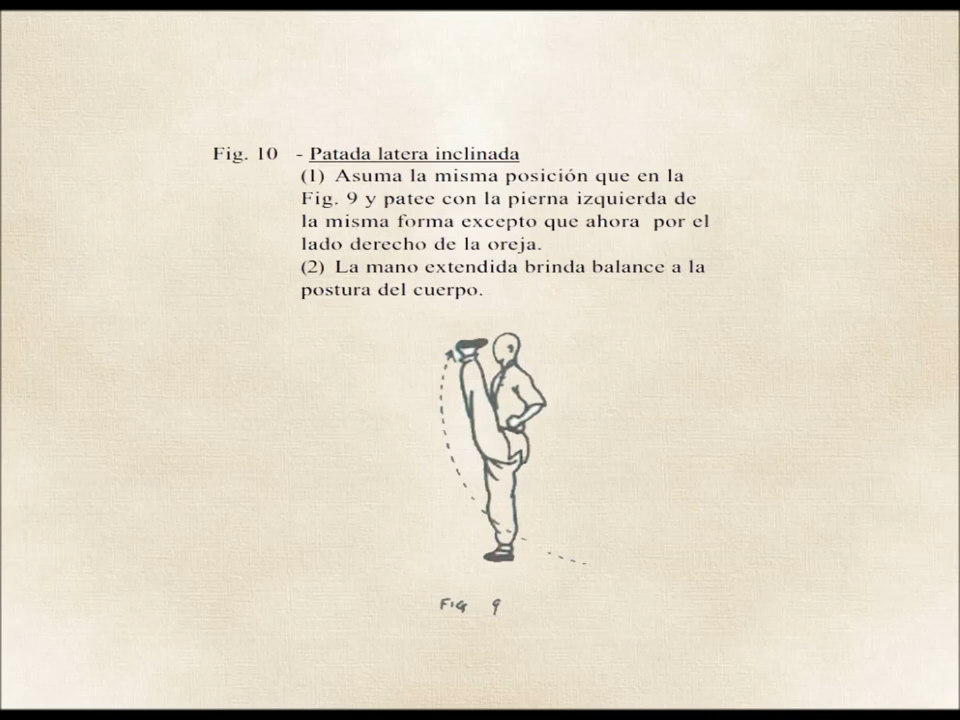 Fig. 10 - Patada latera inclinada
(1) Asuma la misma posición que en la
Fig. 9 y patee con la pierna izquierda de
la misma forma excepto que ahora por el
lado derecho de la oreja.
(2) La mano extendida brinda balance a la
postura del cuerpo.
FIG 9